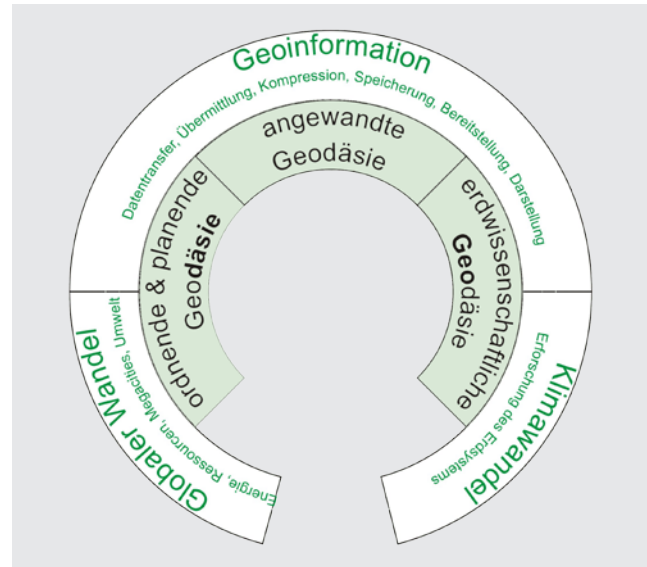 Geoinformation
Datentransfer, Übermittlung, Kompression, Speicherung, Bereitstellung, Darstellung
angewandte
Geodäsie
ordnende & planende
Geodäsie
erdwissenschaftliche
Geodäsie
Globaler Wandel
Energie, Ressourcen, Megacities, Umwelt
Klimawandel
Erforschung des Erdsystems